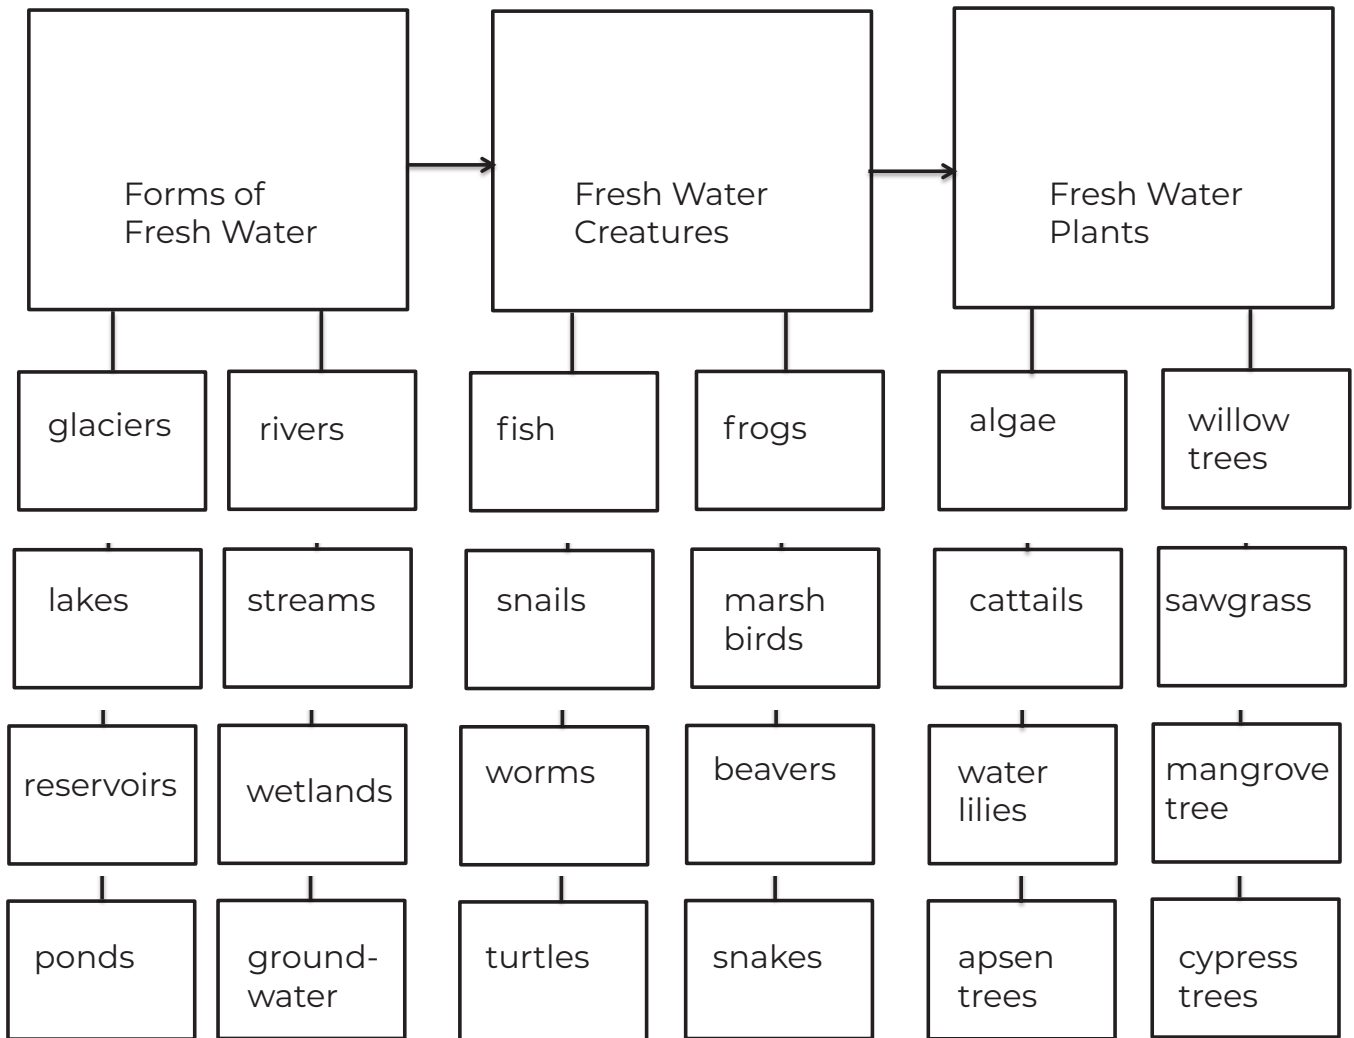 Forms of
Fresh Water
Fresh Water
Creatures
Fresh Water
Plants
glaciers
rivers
fish
frogs
algae
willow
trees
lakes
streams
snails
marsh
birds
cattails
sawgrass
reservoirs
wetlands
worms
beavers
water
lilies
mangrove
tree
ponds
ground-
water
turtles
snakes
apsen
trees
cypress
trees